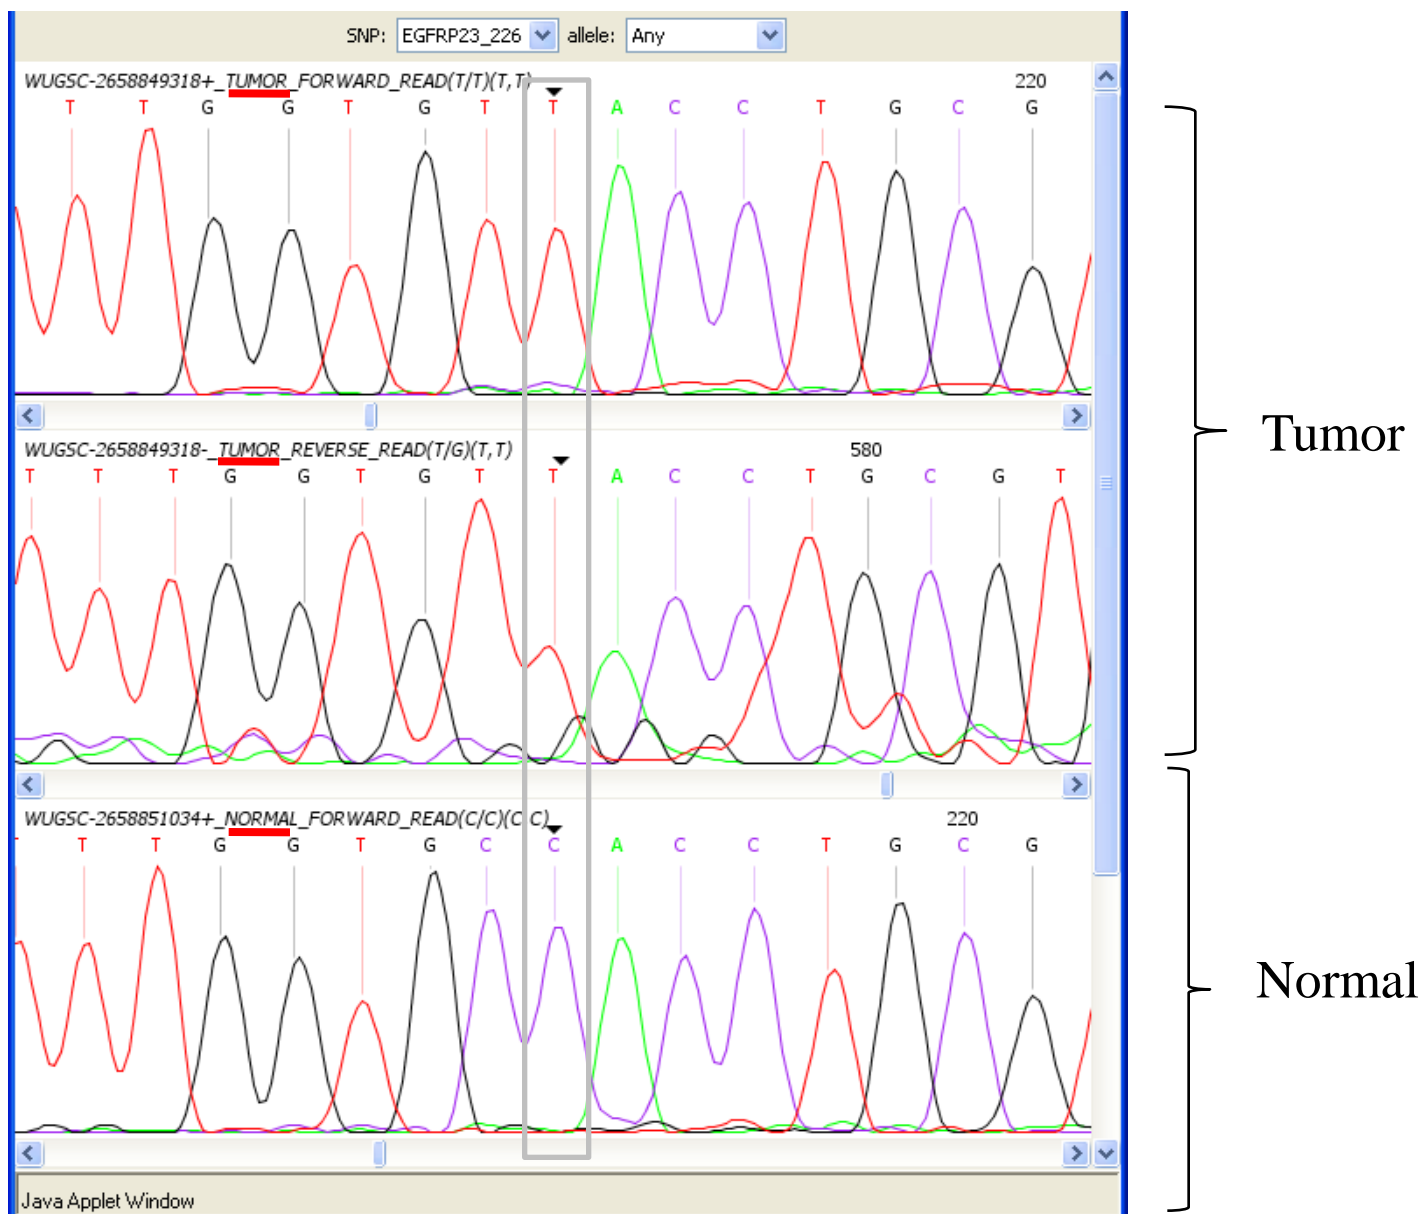 SNP: EGFRP23_226 allele: Any
WUGSC-2658849318+_TUMOR_FORWARD_READ(T/T)(T,T) 220
T T G G T G T T A C C T G C G
Tumor
WUGSC-2658849318-_TUMOR_REVERSE_READ(T/G)(T,T) 580
T T T G G T G T T A C C T G C G T
WUGSC-2658851034+_NORMAL_FORWARD_READ(C/C)(C,C) 220
T T T G G T G C C A C C T G C G
Normal
Java Applet Window